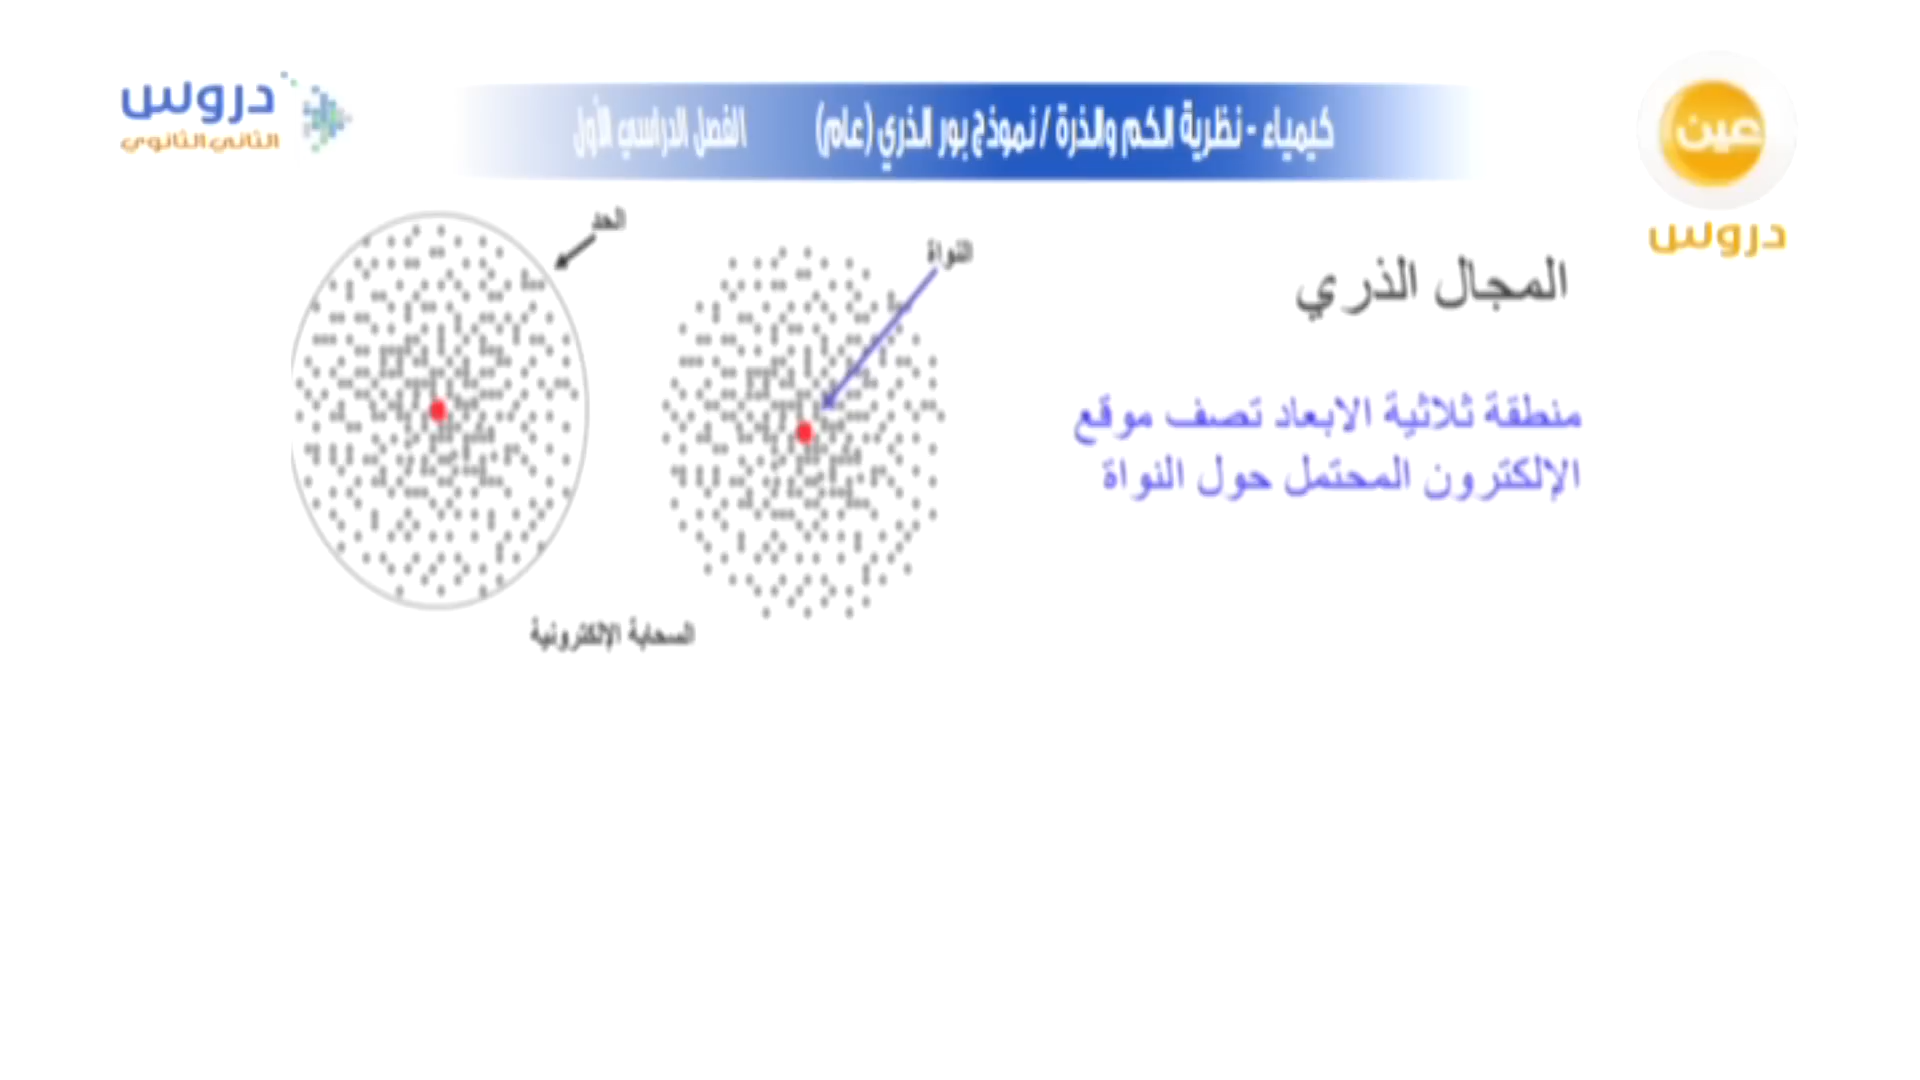 دروس
الثاني الثانوي
كيمياء - نظرية الكم والذرة / نموذج بور الذري (عام) الفصل الدراسي الأول
عين
دروس
الحد
النواة
المجال الذري
منطقة ثلاثية الابعاد تصف موقع
الإلكترون المحتمل حول النواة
السحابة الإلكترونية